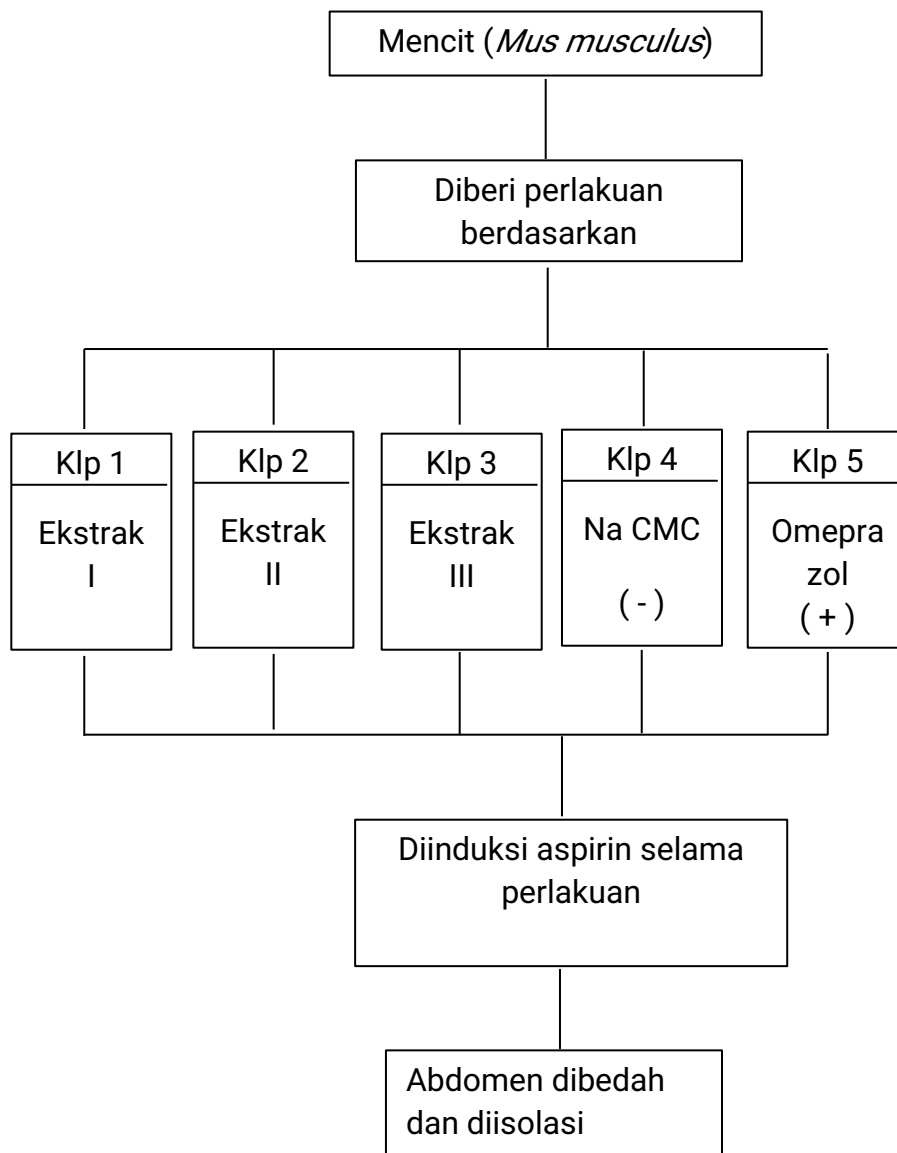 Mencit (Mus musculus)
Diberi perlakuan
berdasarkan
Klp 1
Ekstrak
I
Klp 2
Ekstrak
II
Klp 3
Ekstrak
III
Klp 4
Na CMC
( - )
Klp 5
Omepra
zol
( + )
Diinduksi aspirin selama
perlakuan
Abdomen dibedah
dan diisolasi